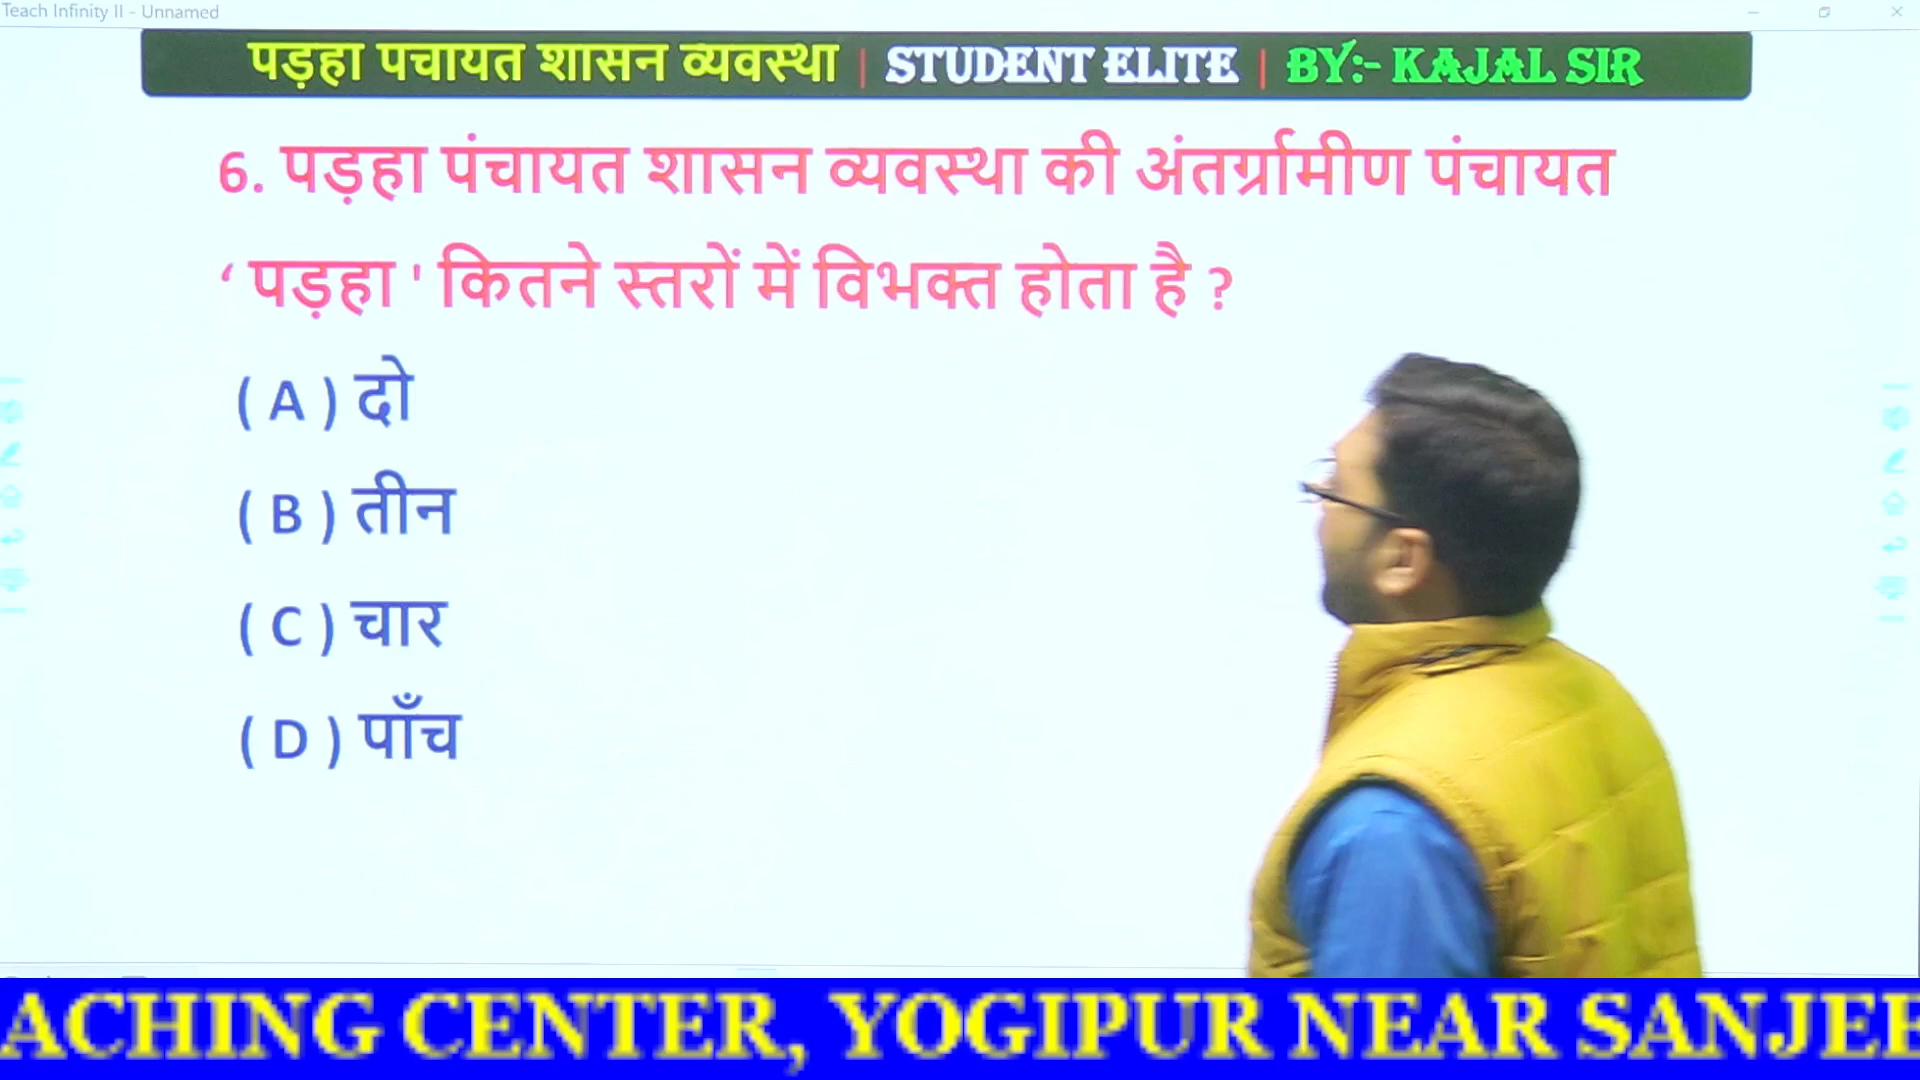 Teach Infinity II - Unnamed
पड़हा पचायत शासन व्यवस्था | STUDENT ELITE | BY:- KAJAL SIR
6. पड़हा पंचायत शासन व्यवस्था की अंतर्ग्रामीण पंचायत
‘ पड़हा ' कितने स्तरों में विभक्त होता है ?
( A ) दो
( B ) तीन
( C ) चार
( D ) पाँच
ACHING CENTER, YOGIPUR NEAR SANJEE